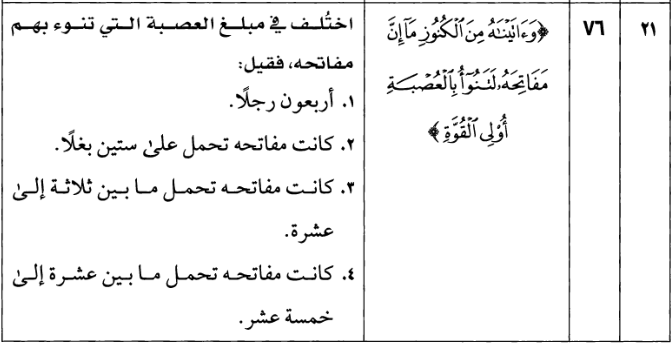 ٢١
٧٦
﴿وَءَاتَيْنَٰهُ مِنَ ٱلْكُنُوزِ مَآ إِنَّ
مَفَاتِحَهُۥ لَتَنُوٓأُ بِٱلْعُصْبَةِ
أُوْلِى ٱلْقُوَّةِ﴾
اختُلف في مبلغ العصبة التي تنوء بهم
مفاتحه، فقيل:
١. أربعون رجلًا.
٢. كانت مفاتحه تحمل علىٰ ستين بغلًا.
٣. كانت مفاتحه تحمل ما بين ثلاثة إلىٰ
عشرة.
٤. كانت مفاتحه تحمل ما بين عشرة إلىٰ
خمسة عشر.